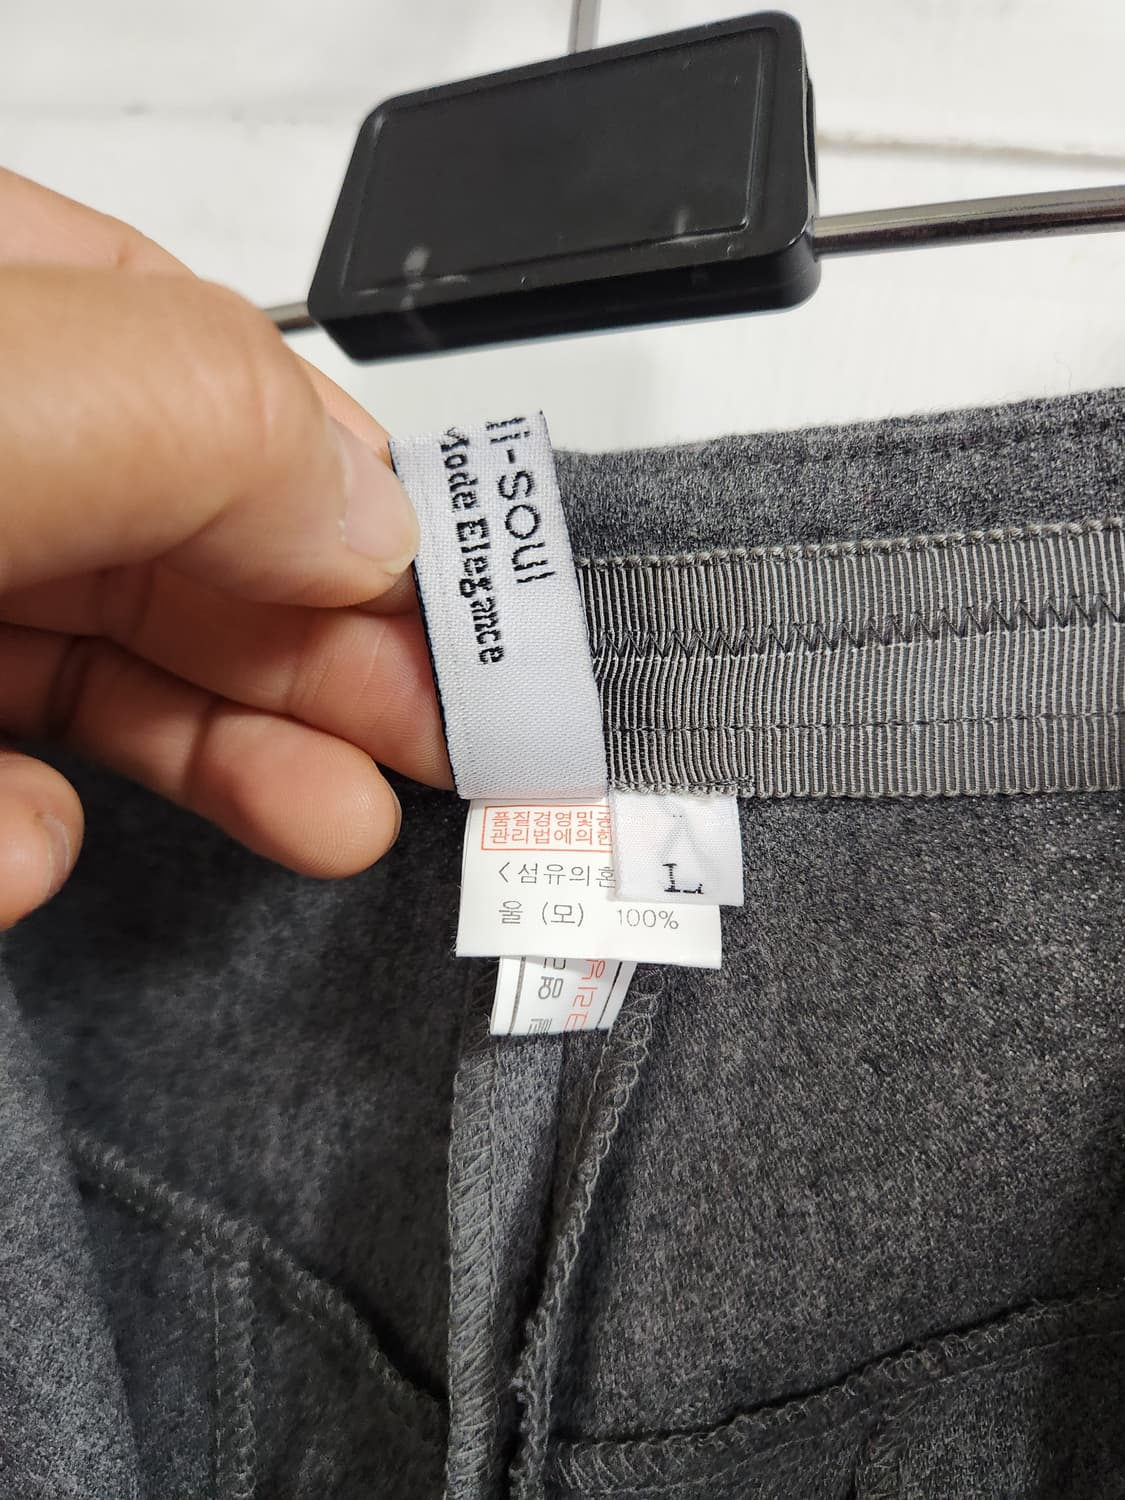 li-soul
Mode Elegance
품질경영및공
관리법에의한
<섬유의혼
울 (모) 100%
L